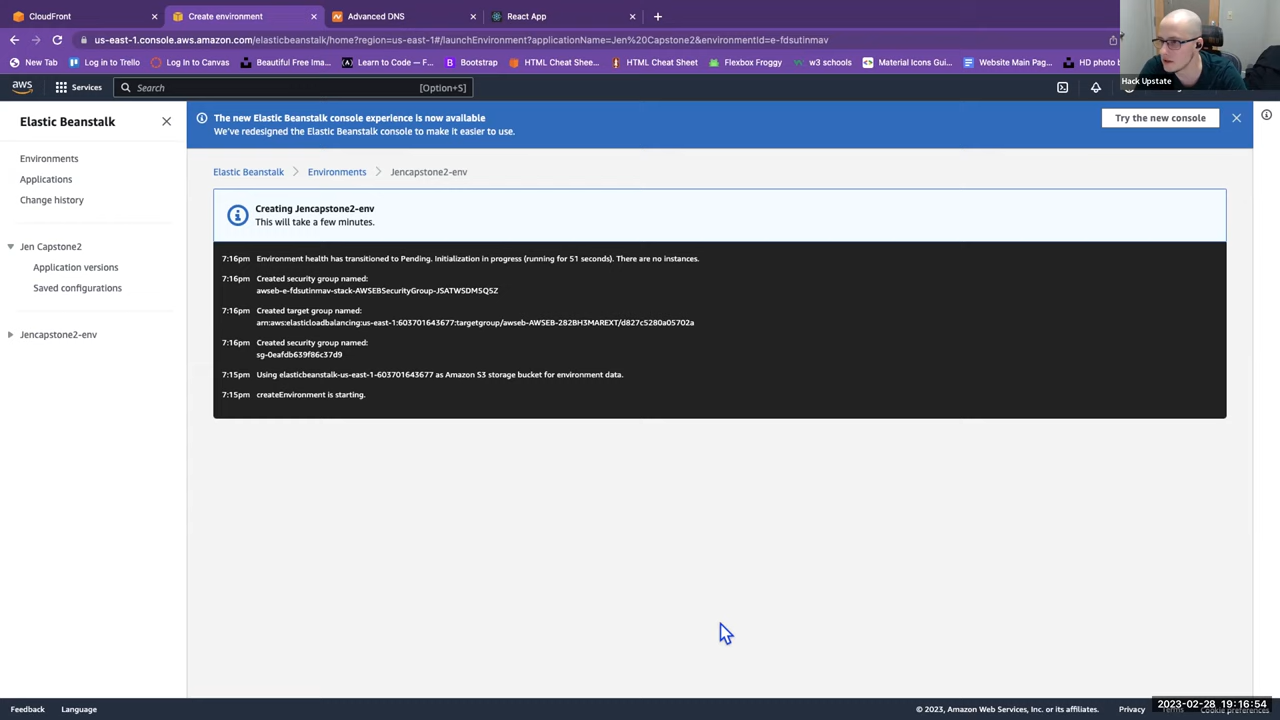 CloudFront
Create environment
Advanced DNS
React App
us-east-1.console.aws.amazon.com/elasticbeanstalk/home?region=us-east-1#/launchEnvironment?applicationName=Jen%20Capstone2&environmentId=e-fdsutinmav
New Tab
Log in to Trello
Log In to Canvas
Beautiful Free Ima...
Learn to Code — F...
Bootstrap
HTML Cheat Shee...
HTML Cheat Sheet
Flexbox Froggy
w3 schools
Material Icons Gui...
Website Main Pag...
HD photo b
Hack Upstate
aws
Services
Search
[Option+S]
Elastic Beanstalk
Environments
Applications
Change history
Jen Capstone2
Application versions
Saved configurations
Jencapstone2-env
The new Elastic Beanstalk console experience is now available
We've redesigned the Elastic Beanstalk console to make it easier to use.
Try the new console
Elastic Beanstalk
Environments
Jencapstone2-env
Creating Jencapstone2-env
This will take a few minutes.
7:16pm Environment health has transitioned to Pending. Initialization in progress (running for 51 seconds). There are no instances.
7:16pm Created security group named:
awseb-e-fdsutinmav-stack-AWSEBSecurityGroup-JSATWSDM5Q5Z
7:16pm Created target group named:
arn:aws:elasticloadbalancing:us-east-1:603701643677:targetgroup/awseb-AWSEB-282BH3MAREXT/d827c5280a05702a
7:16pm Created security group named:
sg-0eafdb639f86c37d9
7:15pm Using elasticbeanstalk-us-east-1-603701643677 as Amazon S3 storage bucket for environment data.
7:15pm createEnvironment is starting.
Feedback
Language
© 2023, Amazon Web Services, Inc. or its affiliates.
Privacy
Terms
Cookie preferences
2023-02-28 19:16:54